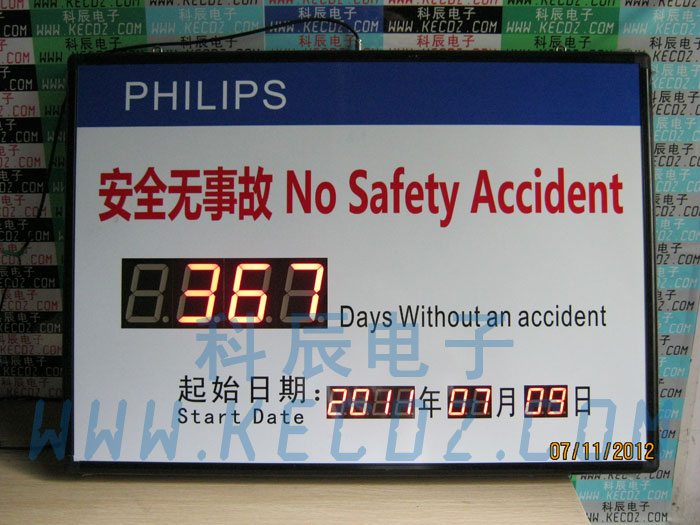 PHILIPS
安全无事故 No Safety Accident
367 Days Without an accident
科辰电子
起始日期: 2011年07月09日
Start Date
WWW.KECDZ.COM
07/11/2012